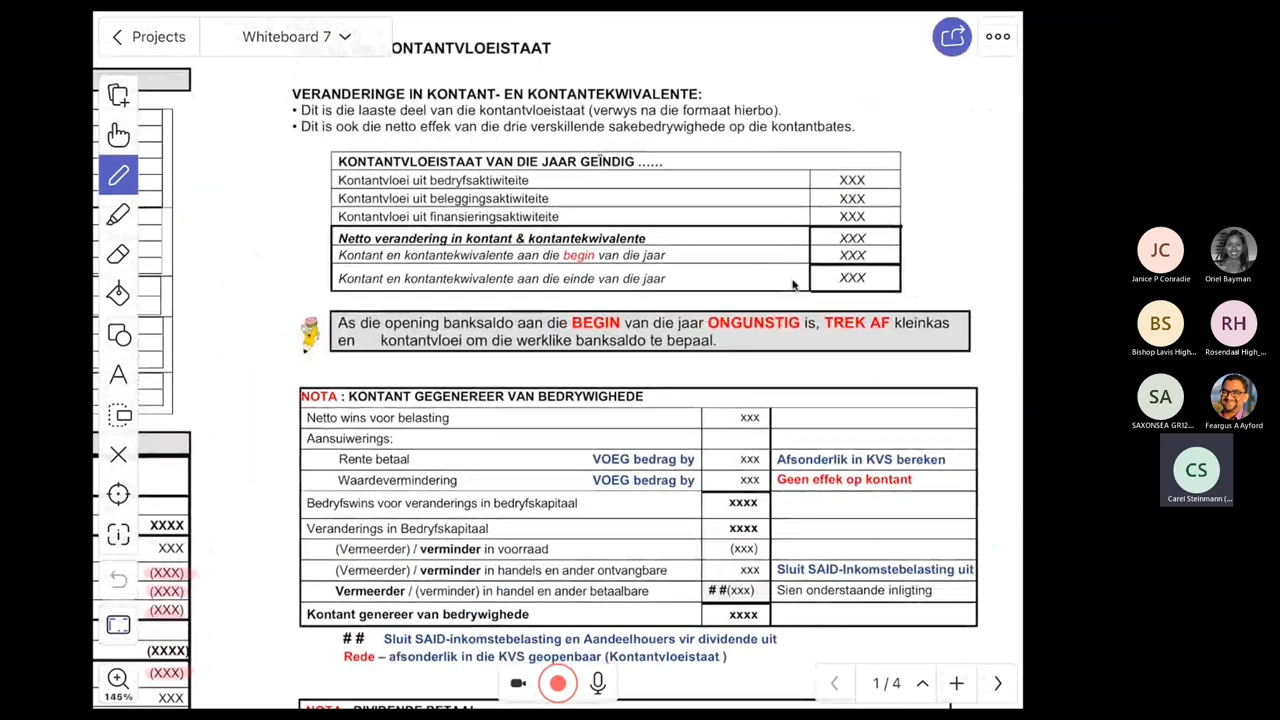 Projects
Whiteboard 7
ONTANTVLOEISTAAT
VERANDERINGE IN KONTANT- EN KONTANTEKWIVALENTE:
• Dit is die laaste deel van die kontantvloeistaat (verwys na die formaat hierbo).
• Dit is ook die netto effek van die drie verskillende sakebedrywighede op die kontantbates.
KONTANTVLOEISTAAT VAN DIE JAAR GEÏNDIG ……
Kontantvloei uit bedryfsaktiwiteite XXX
Kontantvloei uit beleggingsaktiwiteite XXX
Kontantvloei uit finansieringsaktiwiteite XXX
Netto verandering in kontant & kontantekwivalente XXX
Kontant en kontantekwivalente aan die begin van die jaar XXX
Kontant en kontantekwivalente aan die einde van die jaar XXX
As die opening banksaldo aan die BEGIN van die jaar ONGUNSTIG is, TREK AF kleinkas
en kontantvloei om die werklike banksaldo te bepaal.
NOTA : KONTANT GEGENEREER VAN BEDRYWIGHEDE
Netto wins voor belasting xxx
Aansuiwerings:
Rente betaal VOEG bedrag by xxx Afsonderlik in KVS bereken
Waardevermindering VOEG bedrag by xxx Geen effek op kontant
Bedryfswins voor veranderings in bedryfskapitaal xxxx
Veranderings in Bedryfskapitaal xxxx
(Vermeerder) / verminder in voorraad (xxx)
(Vermeerder) / verminder in handels en ander ontvangbare xxx Sluit SAID-Inkomstebelasting uit
Vermeerder / (verminder) in handel en ander betaalbare ##(xxx) Sien onderstaande inligting
Kontant genereer van bedrywighede xxxx
## Sluit SAID-inkomstebelasting en Aandeelhouers vir dividende uit
Rede – afsonderlik in die KVS geopenbaar (Kontantvloeistaat )
XXXX
XXX
(XXX)
(XXX)
(XXX)
(XXXX)
(XXX)
XXX
145%
1 / 4
JC
Janice P Conradie
Oriel Bayman
BS
Bishop Lavis High...
RH
Rosendaal High_...
SA
SAXONSEA GR12...
Feargus A Ayford
CS
Carel Steinmann (...